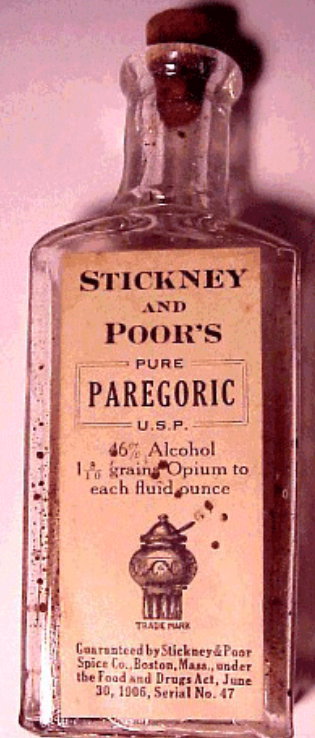 STICKNEY
AND
POOR'S
PURE
PAREGORIC
U.S.P.
46% Alcohol
1 9/10 grains Opium to
each fluid ounce
TRADE MARK
Guaranteed by Stickney & Poor
Spice Co., Boston, Mass., under
the Food and Drugs Act, June
30, 1906, Serial No. 47